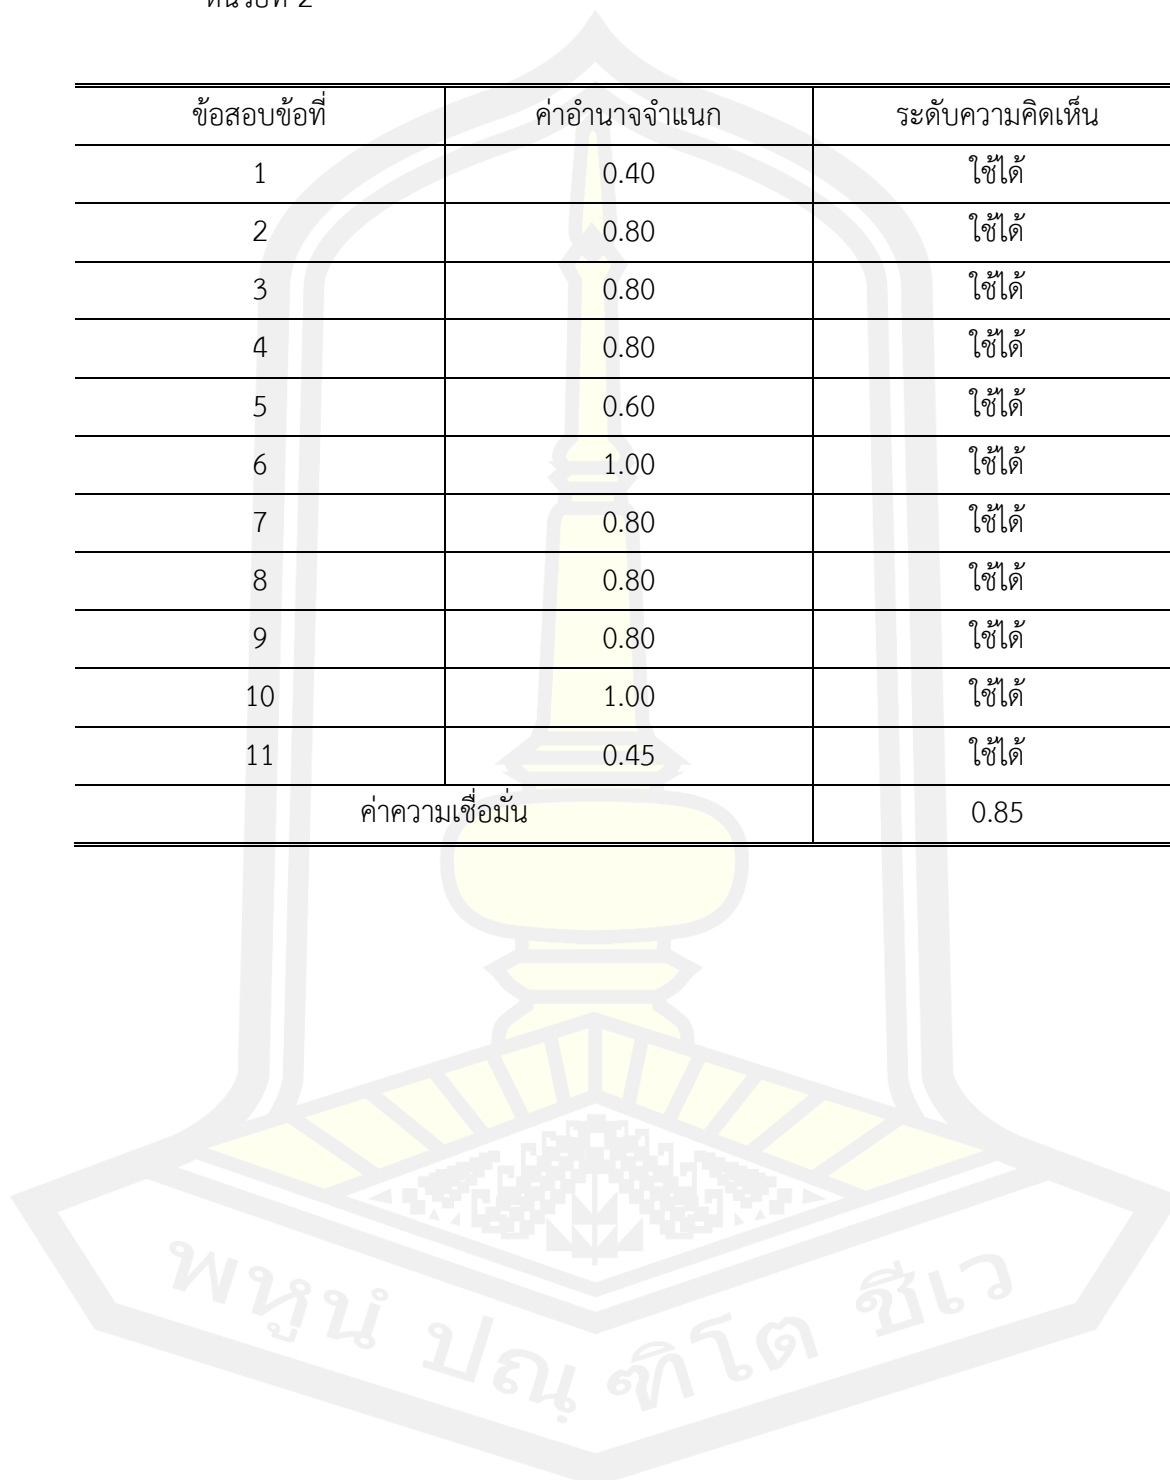 หน่วยที่ 2
ข้อสอบข้อที่ ค่าอำนาจจำแนก ระดับความคิดเห็น
1 0.40 ใช้ได้
2 0.80 ใช้ได้
3 0.80 ใช้ได้
4 0.80 ใช้ได้
5 0.60 ใช้ได้
6 1.00 ใช้ได้
7 0.80 ใช้ได้
8 0.80 ใช้ได้
9 0.80 ใช้ได้
10 1.00 ใช้ได้
11 0.45 ใช้ได้
ค่าความเชื่อมั่น 0.85
พหูนํ ปณฺฑิโต ชีเว